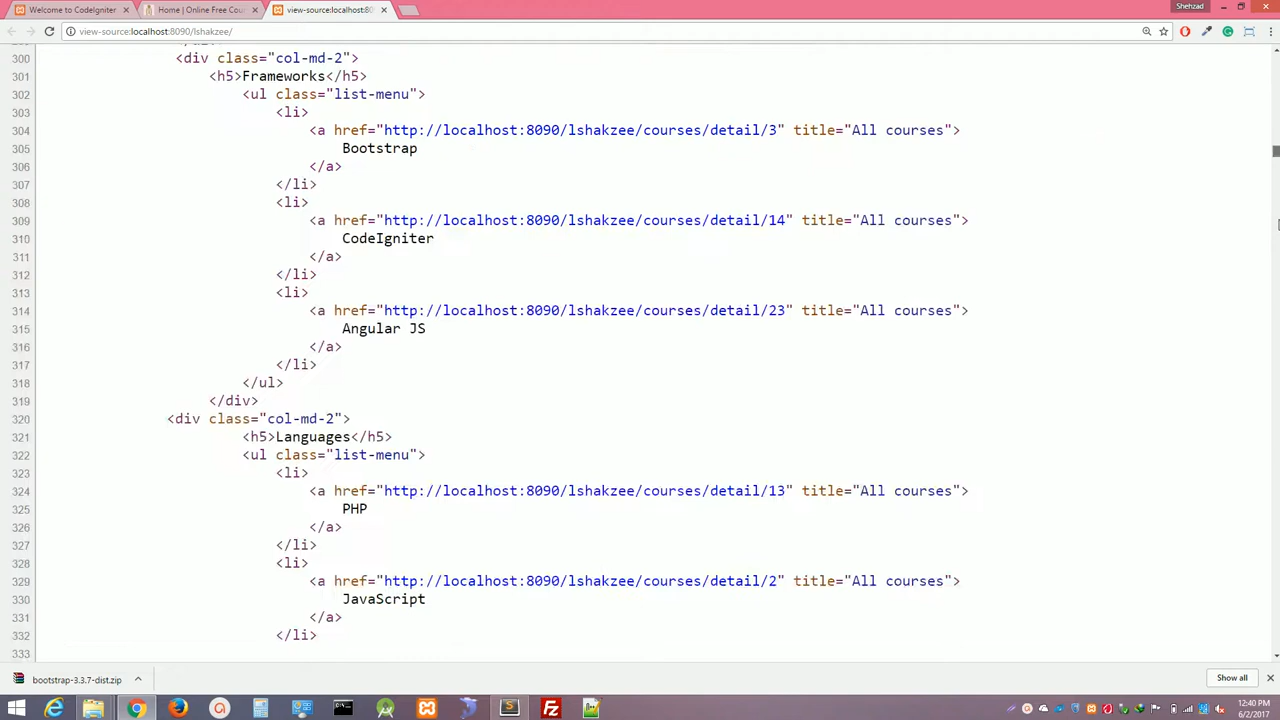 Welcome to CodeIgniter
Home | Online Free Cou
view-source:localhost:809
Shehzad
view-source:localhost:8090/lshakzee/
300 <div class="col-md-2">
301 <h5>Frameworks</h5>
302 <ul class="list-menu">
303 <li>
304 <a href="http://localhost:8090/lshakzee/courses/detail/3" title="All courses">
305 Bootstrap
306 </a>
307 </li>
308 <li>
309 <a href="http://localhost:8090/lshakzee/courses/detail/14" title="All courses">
310 CodeIgniter
311 </a>
312 </li>
313 <li>
314 <a href="http://localhost:8090/lshakzee/courses/detail/23" title="All courses">
315 Angular JS
316 </a>
317 </li>
318 </ul>
319 </div>
320 <div class="col-md-2">
321 <h5>Languages</h5>
322 <ul class="list-menu">
323 <li>
324 <a href="http://localhost:8090/lshakzee/courses/detail/13" title="All courses">
325 PHP
326 </a>
327 </li>
328 <li>
329 <a href="http://localhost:8090/lshakzee/courses/detail/2" title="All courses">
330 JavaScript
331 </a>
332 </li>
333
bootstrap-3.3.7-dist.zip
Show all
12:40 PM
6/2/2017